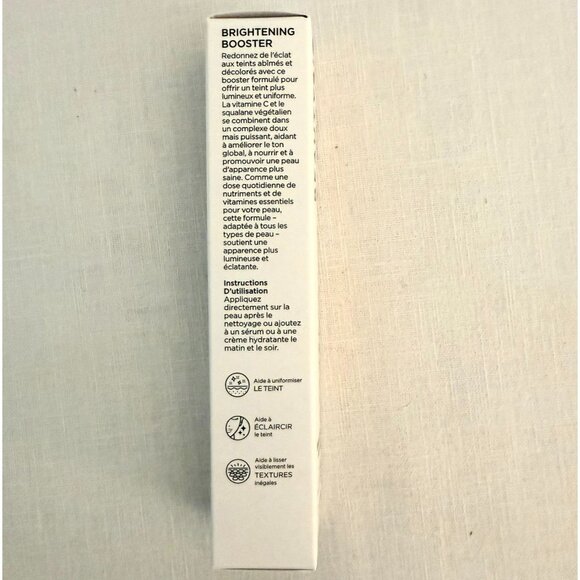 BRIGHTENING
BOOSTER
Redonnez de l'éclat
aux teints abîmés et
décolorés avec ce
booster formulé pour
offrir un teint plus
lumineux et uniforme.
La vitamine C et le
squalane végétalien
se combinent dans
un complexe doux
mais puissant, aidant
à améliorer le ton
global, à nourrir et à
promouvoir une peau
d'apparence plus
saine. Comme une
dose quotidienne de
nutriments et de
vitamines essentiels
pour votre peau,
cette formule –
adaptée à tous les
types de peau –
soutient une
apparence plus
lumineuse et
éclatante.
Instructions
D'utilisation
Appliquez
directement sur la
peau après le
nettoyage ou ajoutez
à un sérum ou à une
crème hydratante le
matin et le soir.
Aide à uniformiser
LE TEINT
Aide à
ÉCLAIRCIR
le teint
Aide à lisser
visiblement les
TEXTURES
inégales